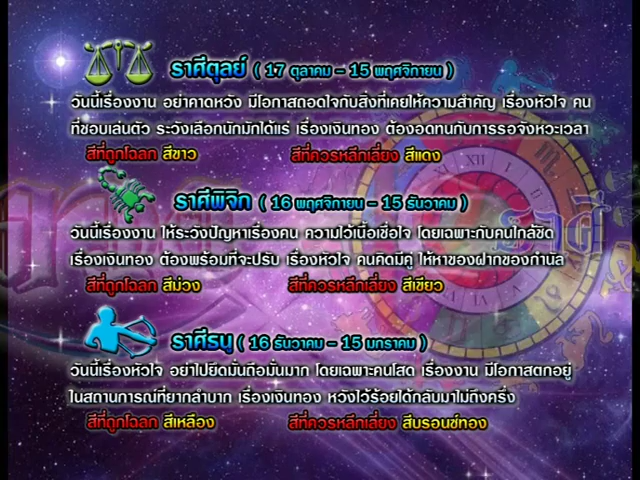 ราศีตุลย์ ( 17 ตุลาคม – 15 พฤศจิกายน )
วันนี้เรื่องงาน อย่าคาดหวัง มีโอกาสถอดใจกับสิ่งที่เคยให้ความสำคัญ เรื่องหัวใจ คน
ที่ชอบเล่นตัว ระวังเลือกนักมักได้แร่ เรื่องเงินทอง ต้องอดทนกับการรอจังหวะเวลา
สีที่ถูกโฉลก สีขาว สีที่ควรหลีกเลี่ยง สีแดง
ราศีพิจิก ( 16 พฤศจิกายน – 15 ธันวาคม )
วันนี้เรื่องงาน ให้ระวังปัญหาเรื่องคน ความไว้เนื้อเชื่อใจ โดยเฉพาะกับคนใกล้ชิด
เรื่องเงินทอง ต้องพร้อมที่จะปรับ เรื่องหัวใจ คนคิดมีคู่ ให้หาของฝากของกำนัล
สีที่ถูกโฉลก สีม่วง สีที่ควรหลีกเลี่ยง สีเขียว
ราศีธนู ( 16 ธันวาคม – 15 มกราคม )
วันนี้เรื่องหัวใจ อย่าไปยึดมั่นถือมั่นมาก โดยเฉพาะคนโสด เรื่องงาน มีโอกาสตกอยู่
ในสถานการณ์ที่ยากลำบาก เรื่องเงินทอง หวังไว้ร้อยได้กลับมาไม่ถึงครึ่ง
สีที่ถูกโฉลก สีเหลือง สีที่ควรหลีกเลี่ยง สีบรอนซ์ทอง